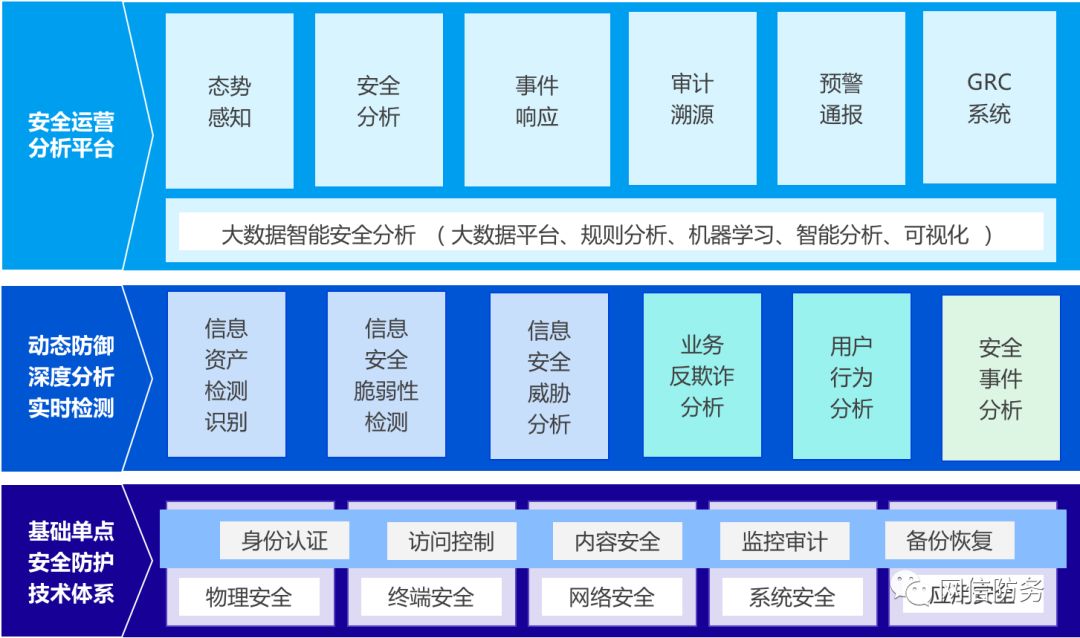 安全运营
分析平台
态势
感知
安全
分析
事件
响应
审计
溯源
预警
通报
GRC
系统
大数据智能安全分析 （大数据平台、规则分析、机器学习、智能分析、可视化 ）
动态防御
深度分析
实时检测
信息
资产
检测
识别
信息
安全
脆弱性
检测
信息
安全
威胁
分析
业务
反欺诈
分析
用户
行为
分析
安全
事件
分析
基础单点
安全防护
技术体系
身份认证
访问控制
内容安全
监控审计
备份恢复
物理安全
终端安全
网络安全
系统安全
应用安全
网信防务